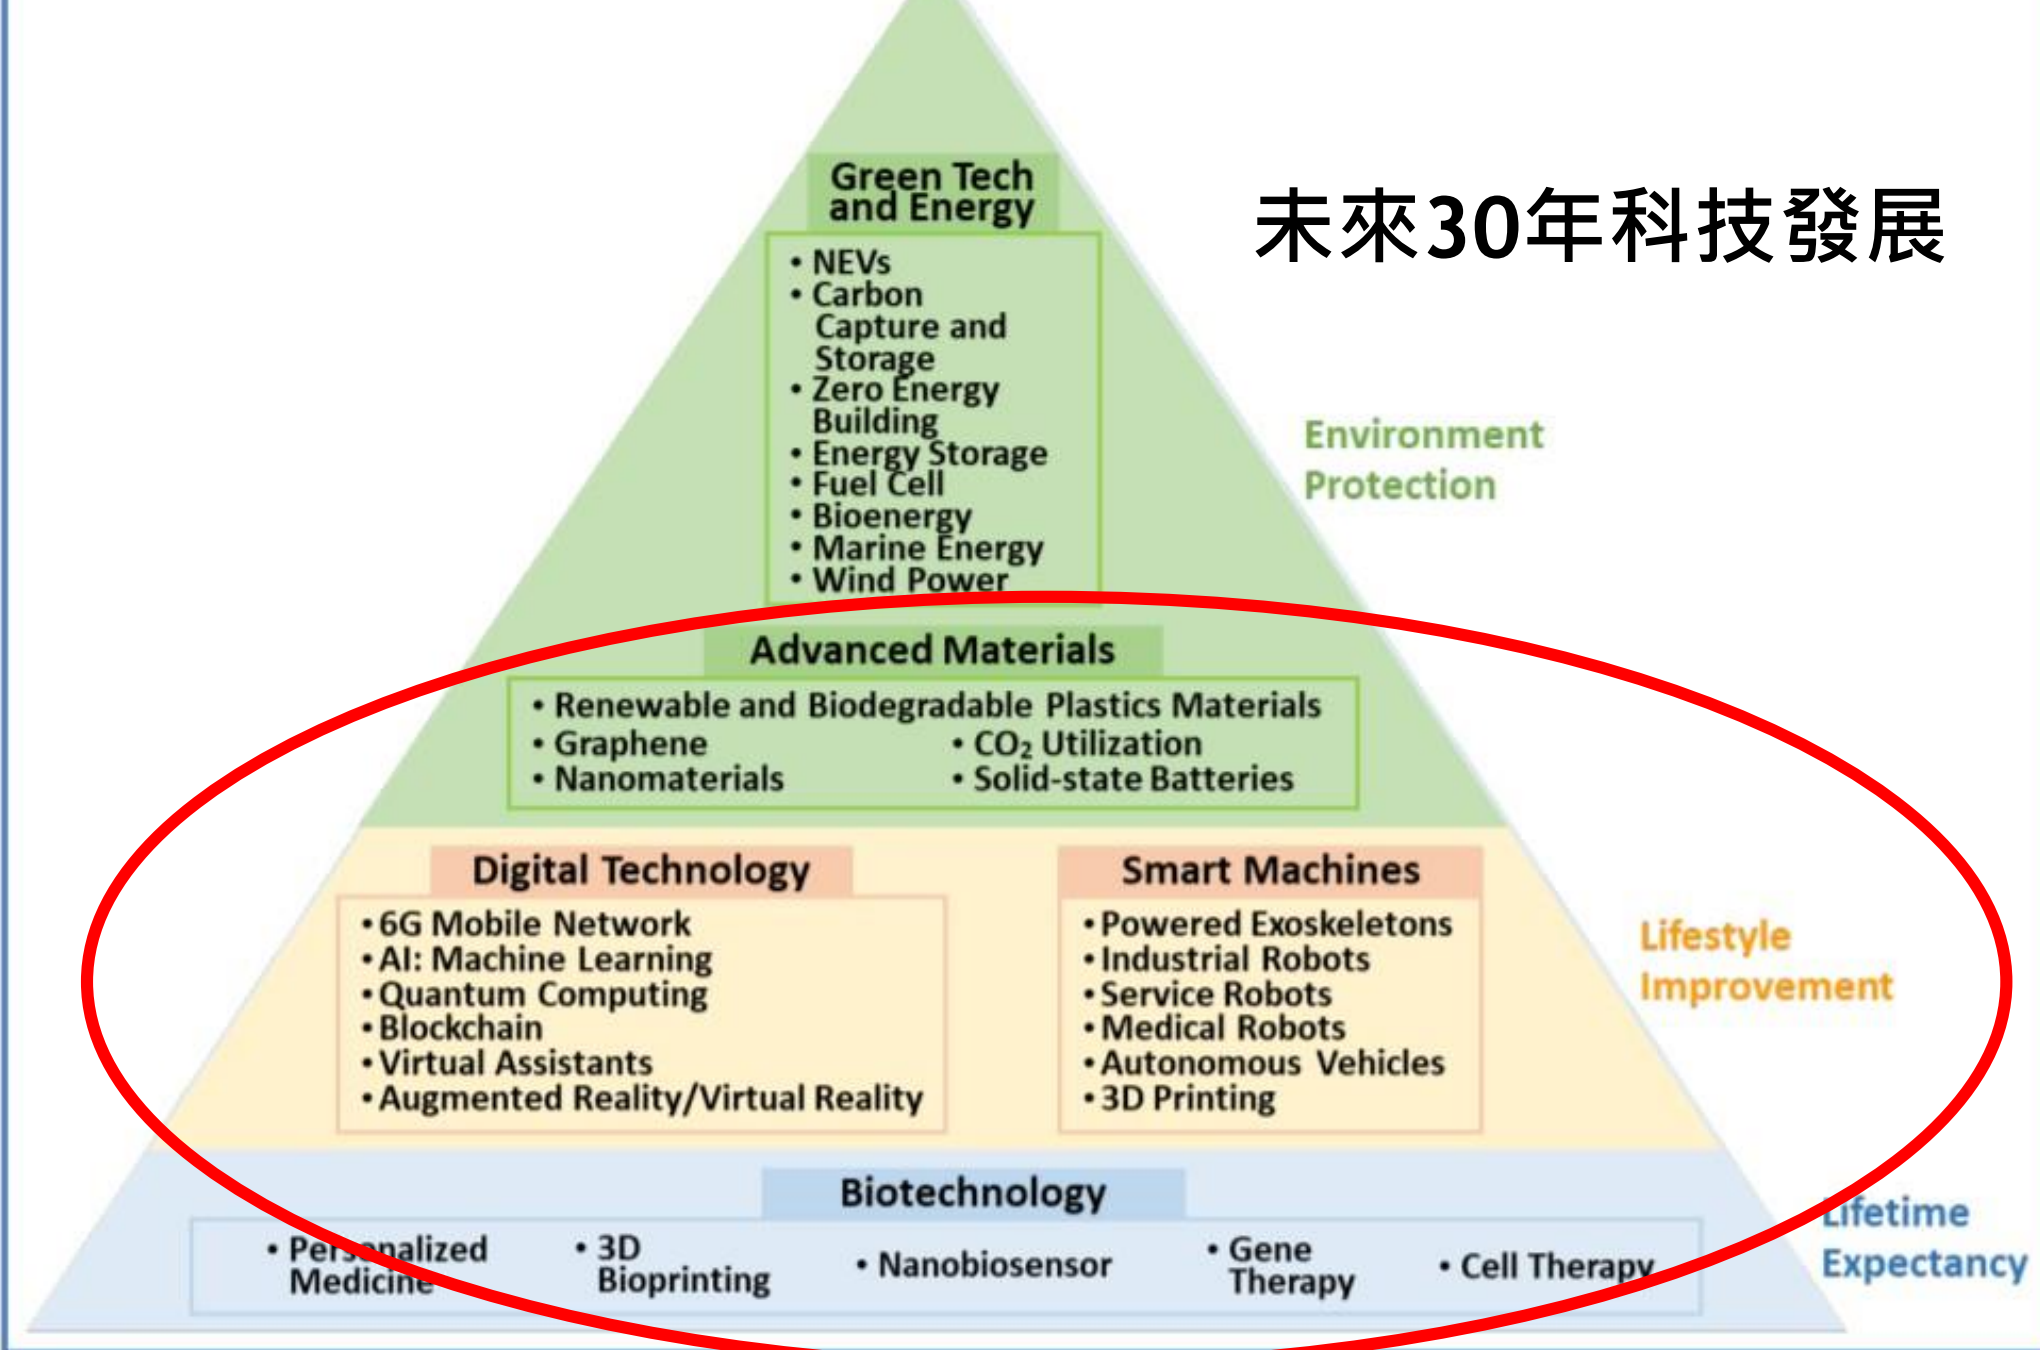 未來30年科技發展
Green Tech
and Energy
• NEVs
• Carbon
Capture and
Storage
• Zero Energy
Building
• Energy Storage
• Fuel Cell
• Bioenergy
• Marine Energy
• Wind Power
Environment
Protection
Advanced Materials
• Renewable and Biodegradable Plastics Materials
• Graphene
• Nanomaterials
• CO₂ Utilization
• Solid-state Batteries
Digital Technology
• 6G Mobile Network
• AI: Machine Learning
• Quantum Computing
• Blockchain
• Virtual Assistants
• Augmented Reality/Virtual Reality
Smart Machines
• Powered Exoskeletons
• Industrial Robots
• Service Robots
• Medical Robots
• Autonomous Vehicles
• 3D Printing
Lifestyle
Improvement
Biotechnology
• Personalized
Medicine
• 3D
Bioprinting
• Nanobiosensor
• Gene
Therapy
• Cell Therapy
Lifetime
Expectancy